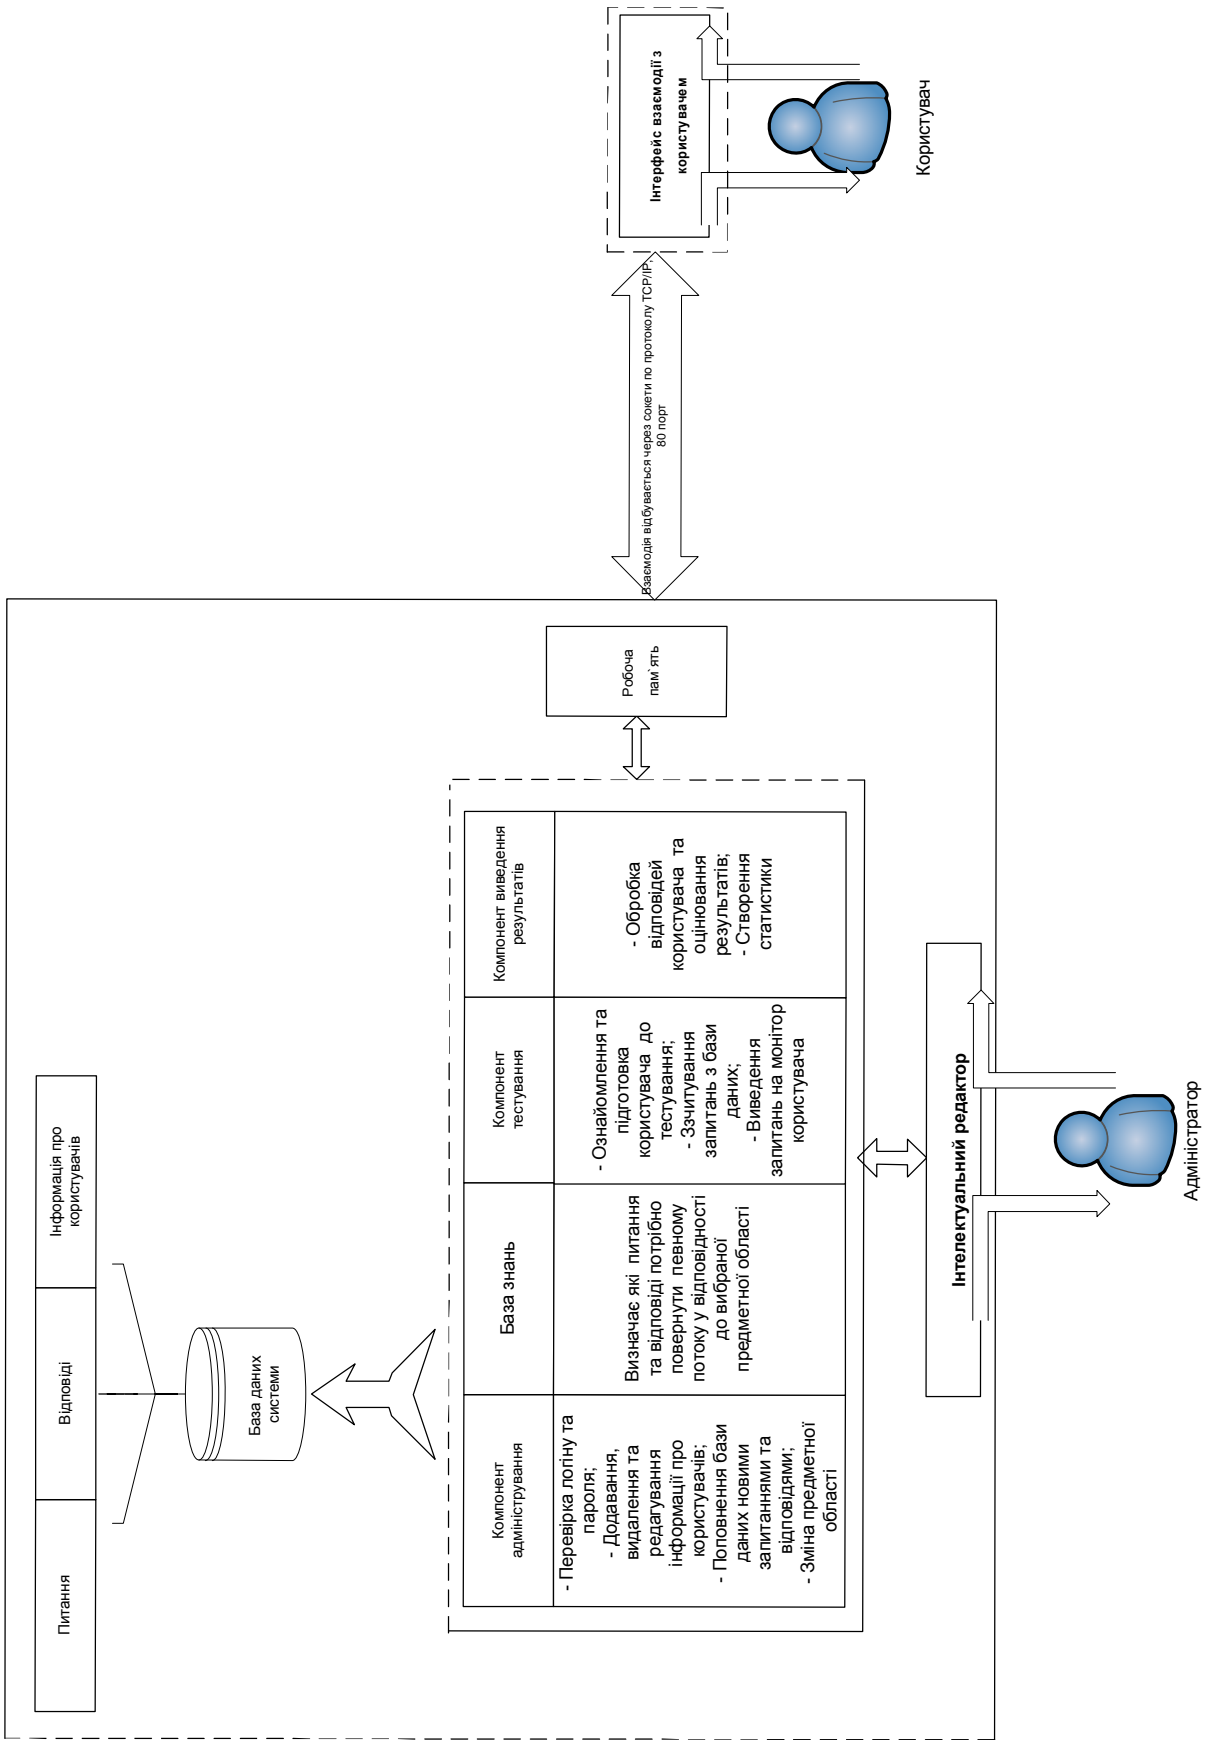 Питання
Відповіді
Інформація про
користувачів
База даних
системи
Компонент
адміністрування
База знань
Компонент
тестування
Компонент виведення
результатів
- Перевірка логіну та
пароля;
- Додавання,
видалення та
редагування
інформації про
користувачів;
- Поповнення бази
даних новими
запитаннями та
відповідями;
- Зміна предметної
області
Визначає які питання
та відповіді потрібно
повернути певному
потоку у відповідності
до вибраної
предметної області
- Ознайомлення та
підготовка
користувача до
тестування;
- Ззчитування
запитань з бази
даних;
- Виведення
запитань на монітор
користувача
- Обробка
відповідей
користувача та
оцінювання
результатів;
- Створення
статистики
Робоча
пам`ять
Взаємодія відбувається через сокети по протоколу TCP/IP,
80 порт
Інтерфейс взаємодії з
користувачем
Користувач
Інтелектуальний редактор
Адміністратор